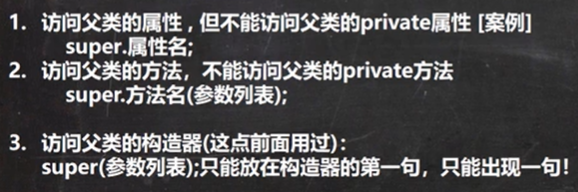 1. 访问父类的属性 , 但不能访问父类的private属性 [案例]
super.属性名;
2. 访问父类的方法，不能访问父类的private方法
super.方法名(参数列表);
3. 访问父类的构造器(这点前面用过)：
super(参数列表);只能放在构造器的第一句，只能出现一句！